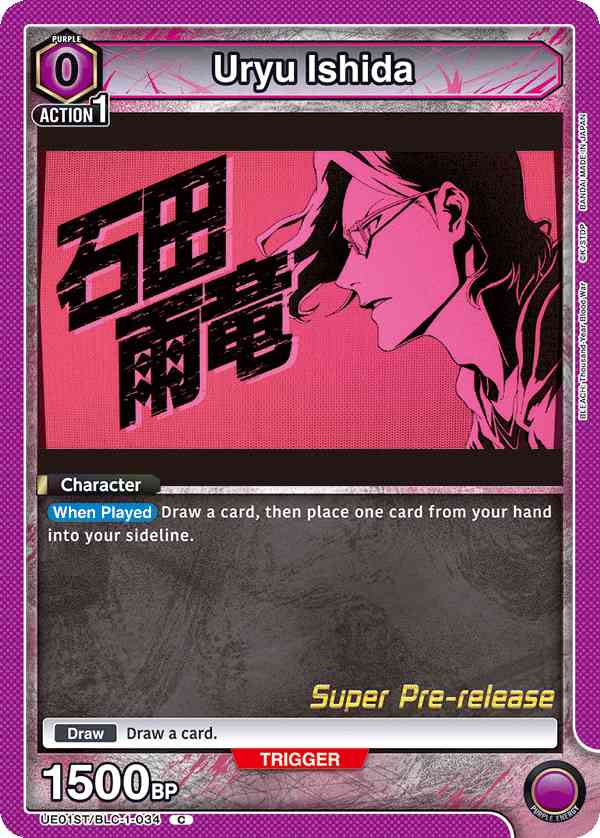 PURPLE
0
Uryu Ishida
ACTION 1
石田
雨竜
BANDAI MADE IN JAPAN
©K/STDP
BLEACH: Thousand-Year Blood War
Character
When Played Draw a card, then place one card from your hand
into your sideline.
Super Pre-release
Draw Draw a card.
TRIGGER
1500BP
PURPLE ENERGY
UE01ST/BLC-1-034 C